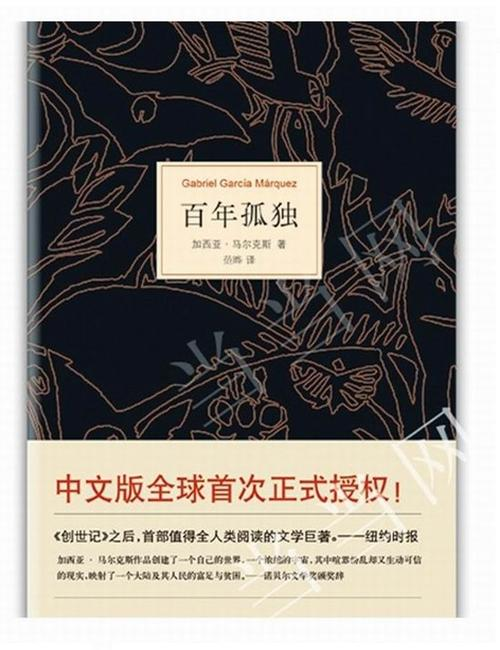 Gabriel García Márquez
百年孤独
加西亚·马尔克斯 著
范晔 译
中文版全球首次正式授权！
《创世记》之后，首部值得全人类阅读的文学巨著。——纽约时报
加西亚·马尔克斯作品创建了一个自己的世界，一个浓缩的宇宙，其中喧嚣纷乱却又生动可信
的现实，映射了一个大陆及其人民的富足与贫困。——诺贝尔文学奖颁奖辞
当当网
当当网